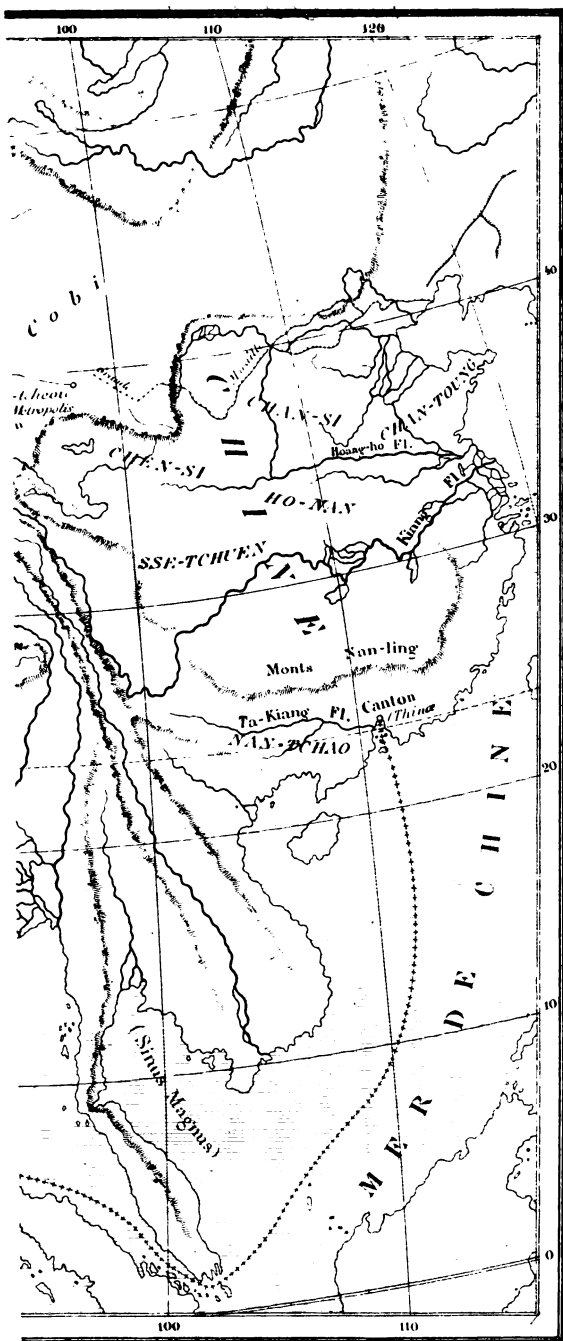 100 110 120
40
Cobi
Metropolis
CHAN-SI
CHAN-TOUNG
CHEN-SI
Hoang-ho Fl.
HO-NAN
Kiang Fl.
30
SSE-TCHUEN
CHINE
Monts Nan-ling
Ta-Kiang Fl. Canton
(Thinæ
NAN-TCHAO
20
MER DE CHINE
10
(Sinus Magnus)
0
100 110